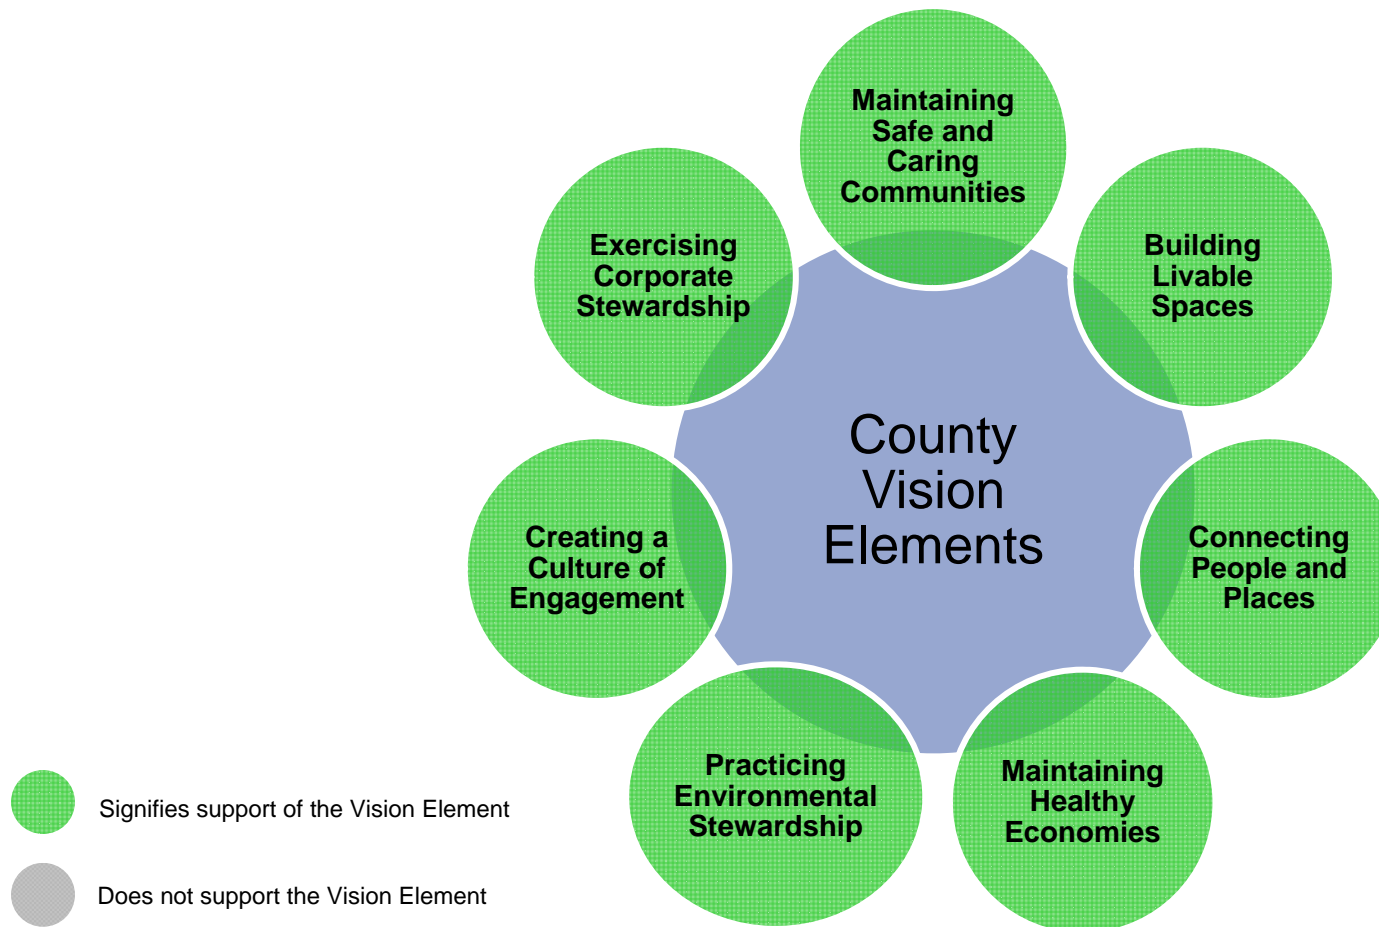 Maintaining
Safe and
Caring
Communities
Exercising
Corporate
Stewardship
Building
Livable
Spaces
County
Vision
Elements
Creating a
Culture of
Engagement
Connecting
People and
Places
Practicing
Environmental
Stewardship
Maintaining
Healthy
Economies
Signifies support of the Vision Element
Does not support the Vision Element